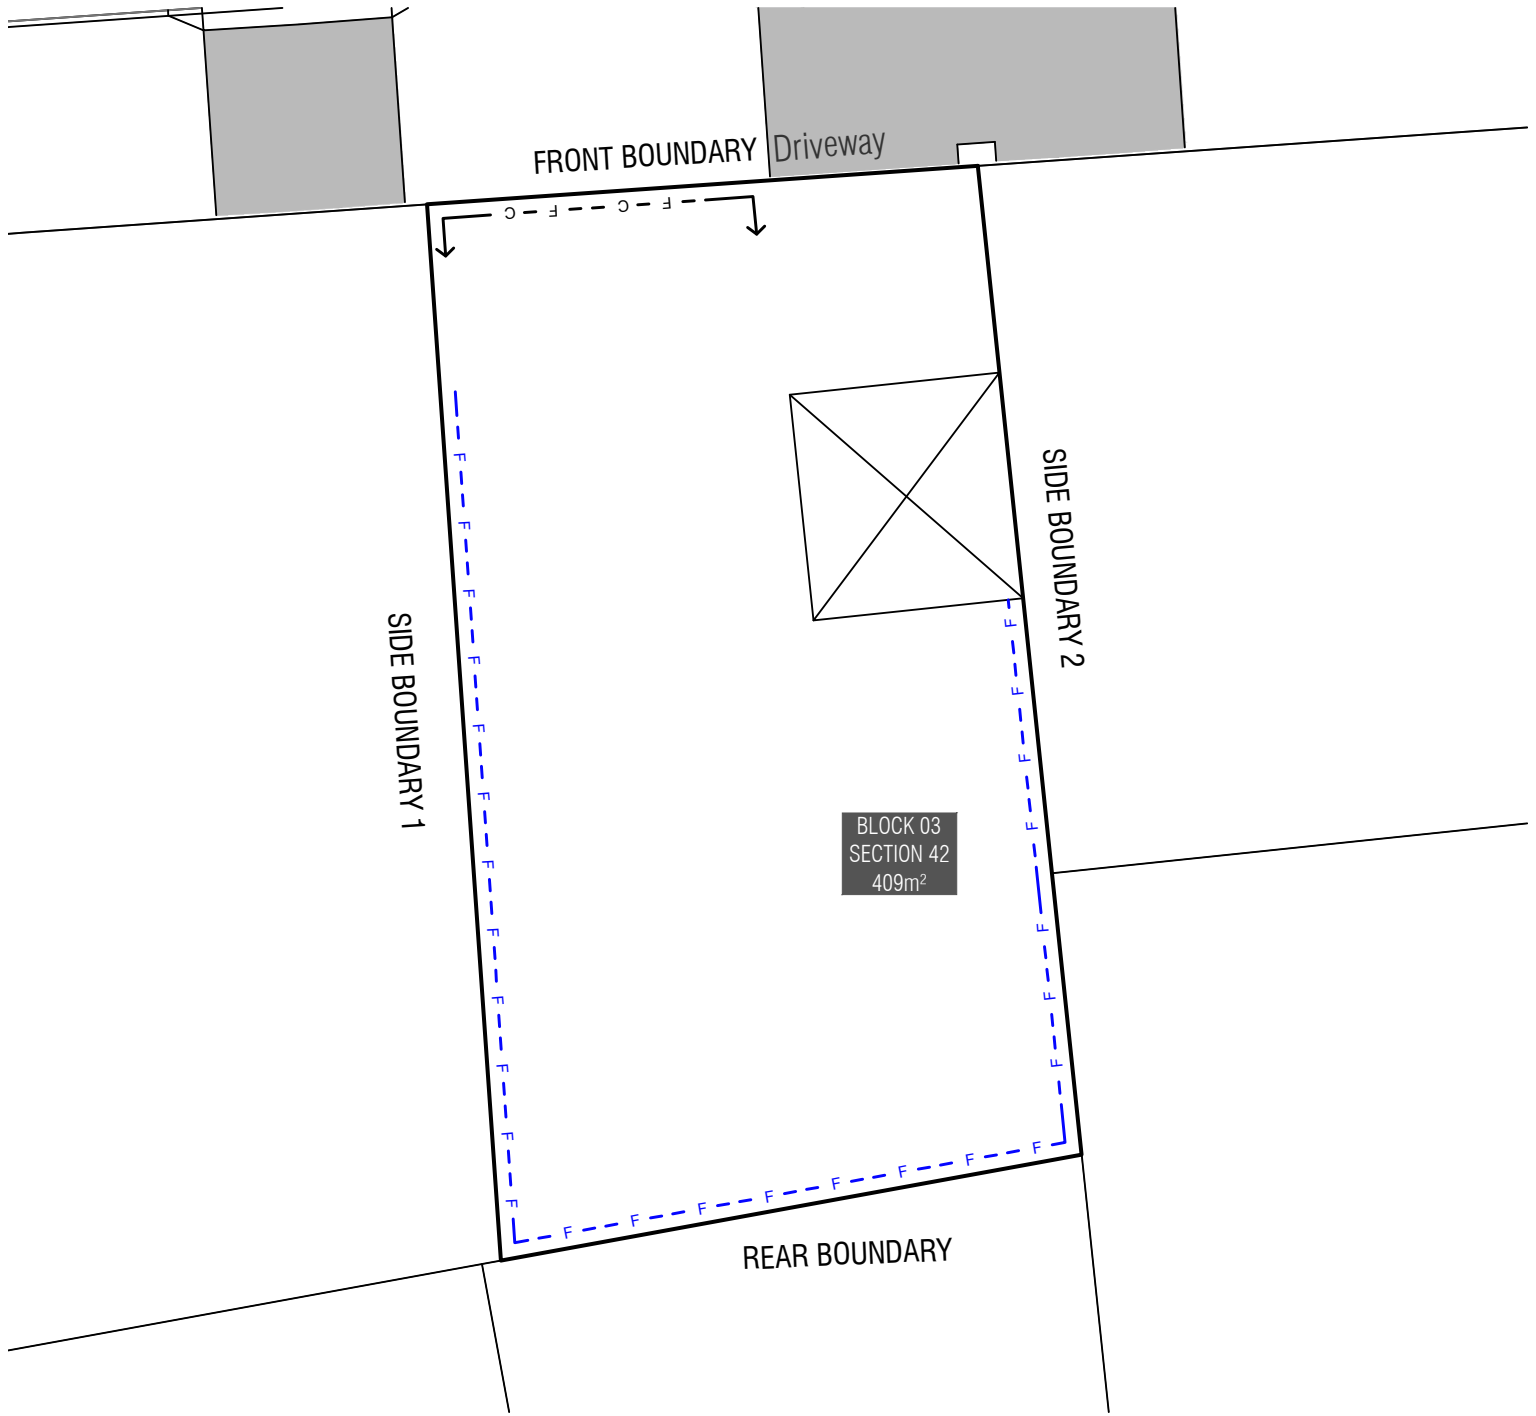 FRONT BOUNDARY
Driveway
F C F C
SIDE BOUNDARY 1
F F F F F F F F F F F F
SIDE BOUNDARY 2
F F F F F F F
BLOCK 03
SECTION 42
409m²
F F F F F F F F
REAR BOUNDARY